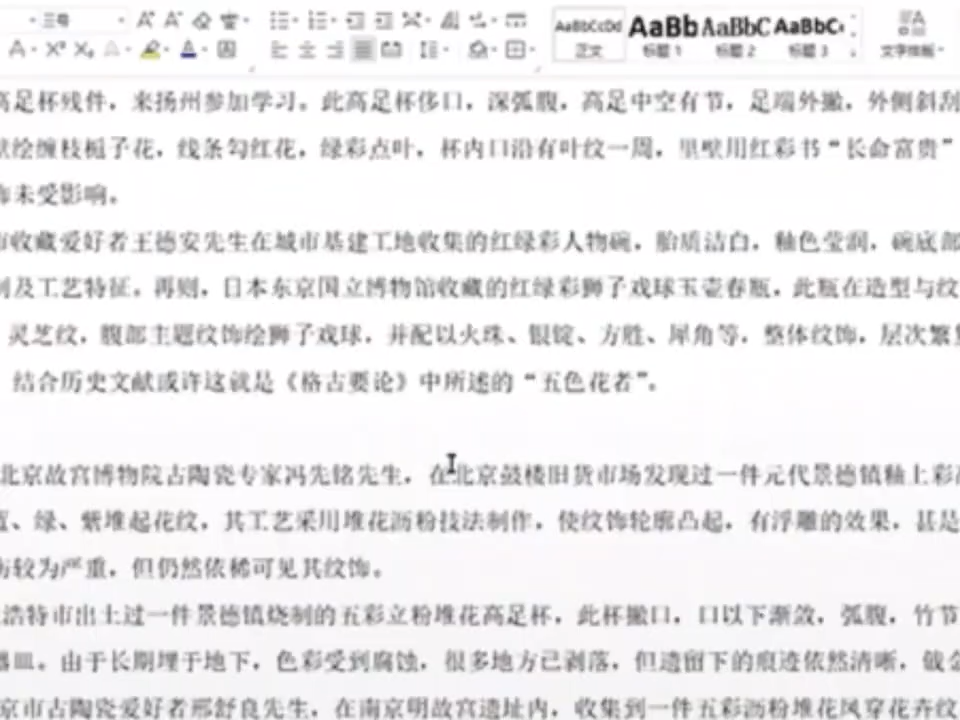 三号
AaBbCcDd AaBb AaBbC AaBbC
正文 标题 1 标题 2 标题 3 文字排版
高足杯残件，来扬州参加学习。此高足杯侈口，深弧腹，高足中空有节，足端外撇，外侧斜刮
绘缠枝栀子花，线条勾红花，绿彩点叶，杯内口沿有叶纹一周，里壁用红彩书“长命富贵”
饰未受影响。
市收藏爱好者王德安先生在城市基建工地收集的红绿彩人物碗，胎质洁白，釉色莹润，碗底部
制及工艺特征。再则，日本东京国立博物馆收藏的红绿彩狮子戏球玉壶春瓶，此瓶在造型与纹
灵芝纹，腹部主题纹饰绘狮子戏球，并配以火珠、银锭、方胜、犀角等，整体纹饰，层次繁
结合历史文献或许这就是《格古要论》中所述的“五色花者”。
北京故宫博物院古陶瓷专家冯先铭先生，在北京鼓楼旧货市场发现过一件元代景德镇釉上彩
蓝、绿、紫堆起花纹，其工艺采用堆花沥粉技法制作，使纹饰轮廓凸起，有浮雕的效果，甚是
伤较为严重，但仍然依稀可见其纹饰。
浩特市出土过一件景德镇烧制的五彩立粉堆花高足杯，此杯撇口，口以下渐敛，弧腹，竹节
器皿。由于长期埋于地下，色彩受到腐蚀，很多地方已剥落，但遗留下的痕迹依然清晰，戗金
京市古陶瓷爱好者邢舒良先生，在南京明故宫遗址内，收集到一件五彩沥粉堆花凤穿花卉纹